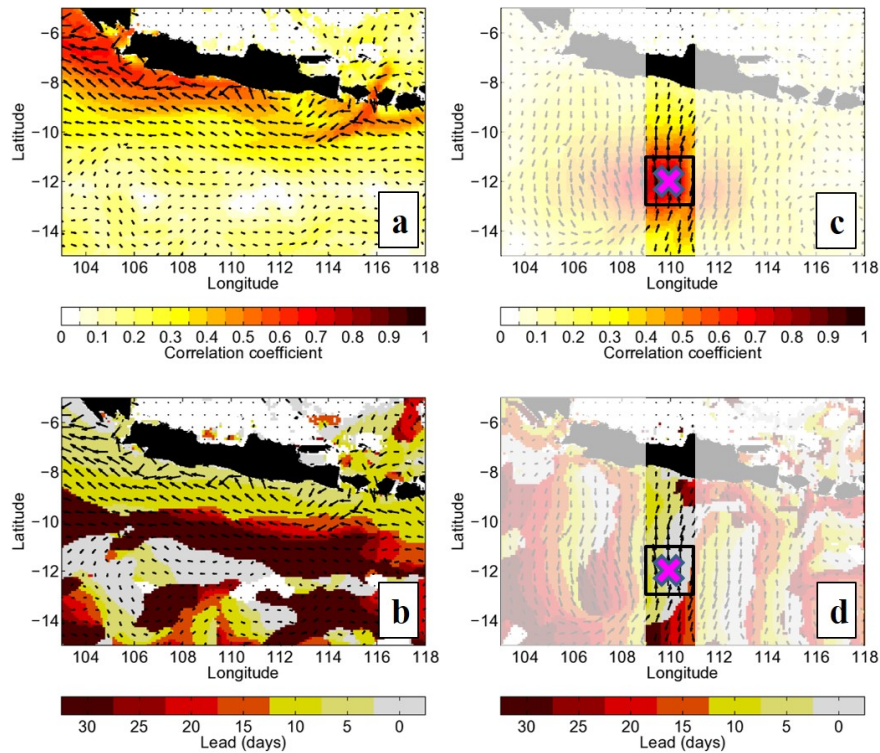 −6
−8
−10
−12
−14
Latitude
104 106 108 110 112 114 116 118
Longitude
a
0 0.1 0.2 0.3 0.4 0.5 0.6 0.7 0.8 0.9 1
Correlation coefficient
−6
−8
−10
−12
−14
Latitude
104 106 108 110 112 114 116 118
Longitude
c
0 0.1 0.2 0.3 0.4 0.5 0.6 0.7 0.8 0.9 1
Correlation coefficient
−6
−8
−10
−12
−14
Latitude
104 106 108 110 112 114 116 118
Longitude
b
30 25 20 15 10 5 0
Lead (days)
−6
−8
−10
−12
−14
Latitude
104 106 108 110 112 114 116 118
Longitude
d
30 25 20 15 10 5 0
Lead (days)